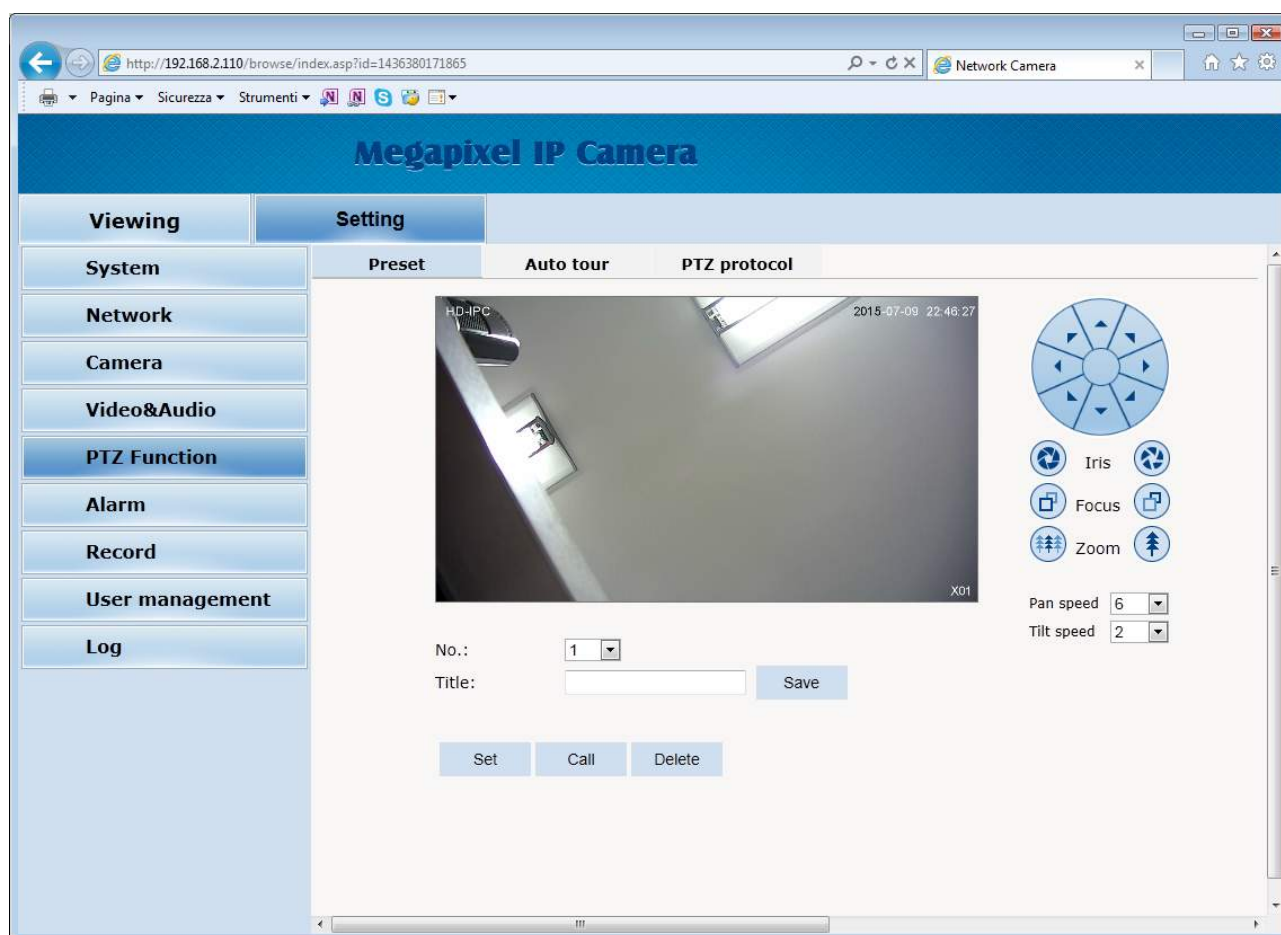 http://192.168.2.110/browse/index.asp?id=1436380171865
Network Camera
Pagina Sicurezza Strumenti
Megapixel IP Camera
Viewing Setting
System
Network
Camera
Video&Audio
PTZ Function
Alarm
Record
User management
Log
Preset Auto tour PTZ protocol
HD-IPC 2015-07-09 22:46:27
X01
Iris
Focus
Zoom
Pan speed 6
Tilt speed 2
No.: 1
Title: Save
Set Call Delete